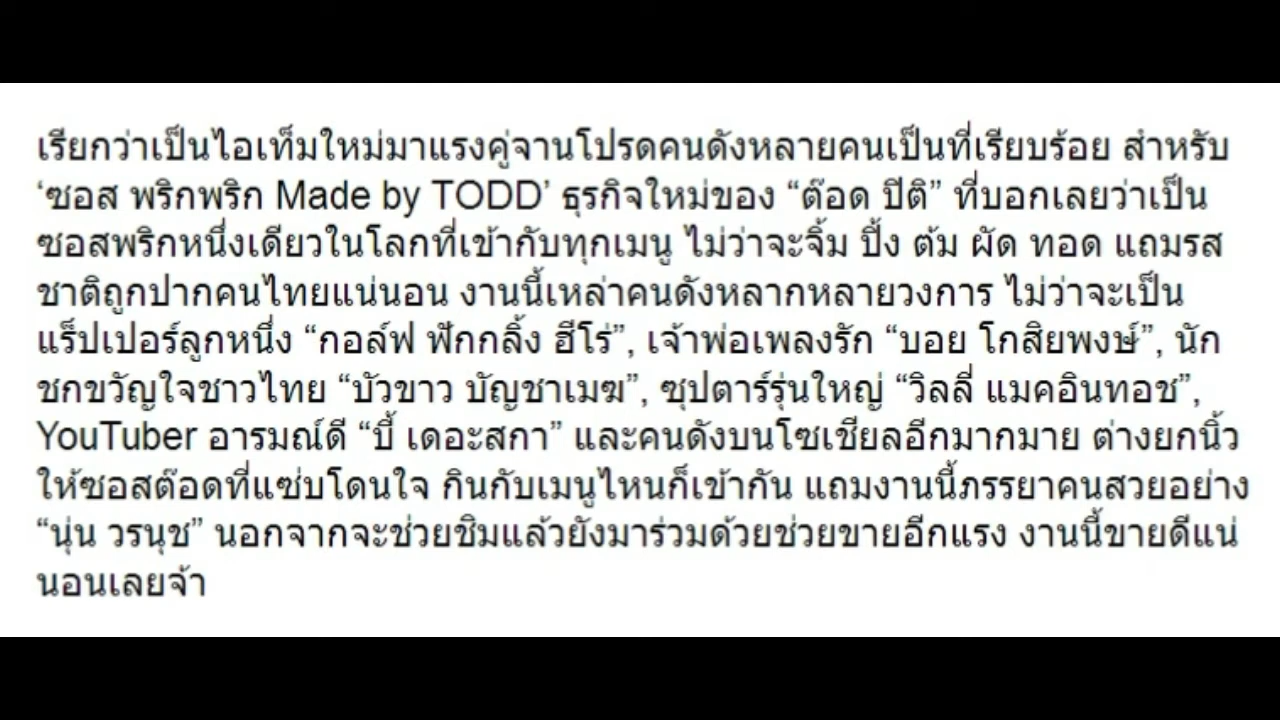 เรียกว่าเป็นไอเท็มใหม่มาแรงคู่จานโปรดคนดังหลายคนเป็นที่เรียบร้อย สำหรับ
‘ซอส พริกพริก Made by TODD’ ธุรกิจใหม่ของ “ต๊อด ปิติ” ที่บอกเลยว่าเป็น
ซอสพริกหนึ่งเดียวในโลกที่เข้ากับทุกเมนู ไม่ว่าจะจิ้ม ปิ้ง ต้ม ผัด ทอด แถมรส
ชาติถูกปากคนไทยแน่นอน งานนี้เหล่าคนดังหลากหลายวงการ ไม่ว่าจะเป็น
แร็ปเปอร์ลูกหนึ่ง “กอล์ฟ ฟักกลิ้ง ฮีโร่”, เจ้าพ่อเพลงรัก “บอย โกสิยพงษ์”, นัก
ชกขวัญใจชาวไทย “บัวขาว บัญชาเมฆ”, ซุปตาร์รุ่นใหญ่ “วิลลี่ แมคอินทอช”,
YouTuber อารมณ์ดี “บี้ เดอะสกา” และคนดังบนโซเชียลอีกมากมาย ต่างยกนิ้ว
ให้ซอสต๊อดที่แซ่บโดนใจ กินกับเมนูไหนก็เข้ากัน แถมงานนี้ภรรยาคนสวยอย่าง
“นุ่น วรนุช” นอกจากจะช่วยชิมแล้วยังมาร่วมด้วยช่วยขายอีกแรง งานนี้ขายดีแน่
นอนเลยจ้า